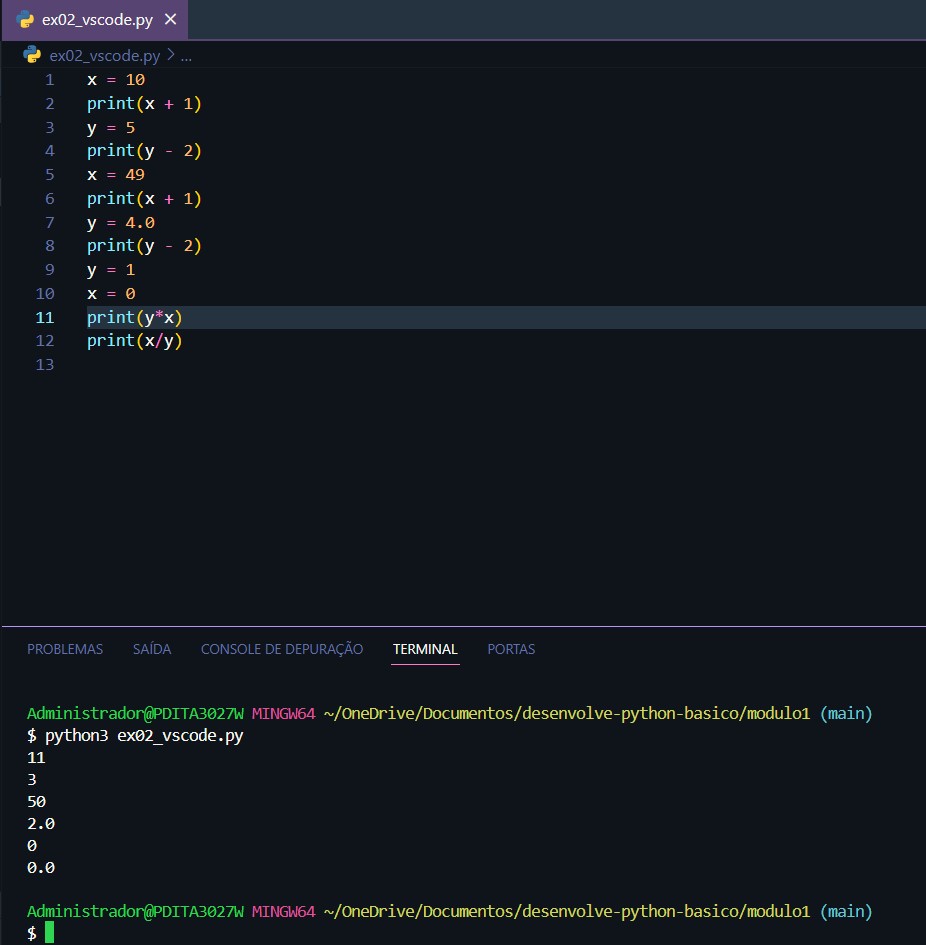 ex02_vscode.py ×
ex02_vscode.py > ...
1 x = 10
2 print(x + 1)
3 y = 5
4 print(y - 2)
5 x = 49
6 print(x + 1)
7 y = 4.0
8 print(y - 2)
9 y = 1
10 x = 0
11 print(y*x)
12 print(x/y)
13
PROBLEMAS SAÍDA CONSOLE DE DEPURAÇÃO TERMINAL PORTAS
Administrador@PDITA3027W MINGW64 ~/OneDrive/Documentos/desenvolve-python-basico/modulo1 (main)
$ python3 ex02_vscode.py
11
3
50
2.0
0
0.0
Administrador@PDITA3027W MINGW64 ~/OneDrive/Documentos/desenvolve-python-basico/modulo1 (main)
$